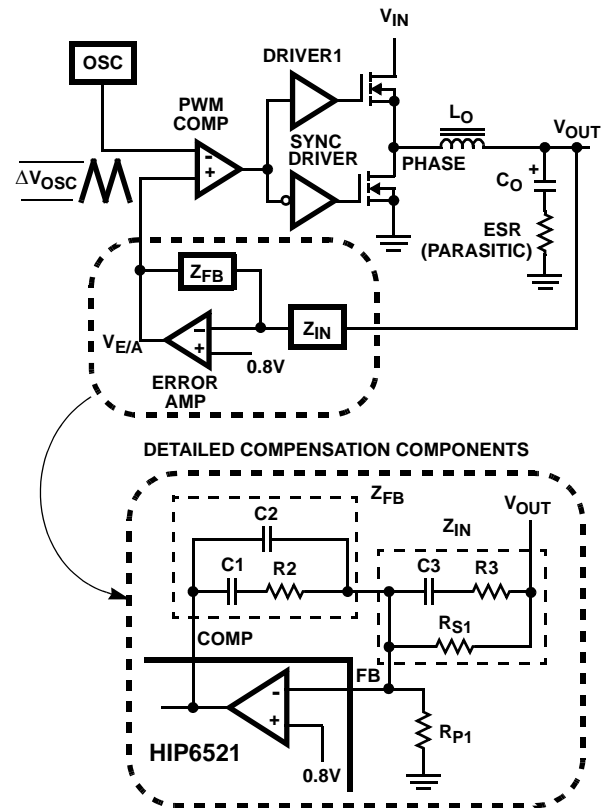 V_IN
OSC
DRIVER1
PWM
COMP
L_O
V_OUT
SYNC
DRIVER
PHASE
-
+
ΔV_OSC
C_O
+
ESR
(PARASITIC)
Z_FB
Z_IN
V_E/A
-
+
0.8V
ERROR
AMP
DETAILED COMPENSATION COMPONENTS
Z_FB
V_OUT
C2
Z_IN
C1
R2
C3
R3
R_S1
COMP
FB
-
+
R_P1
HIP6521
0.8V